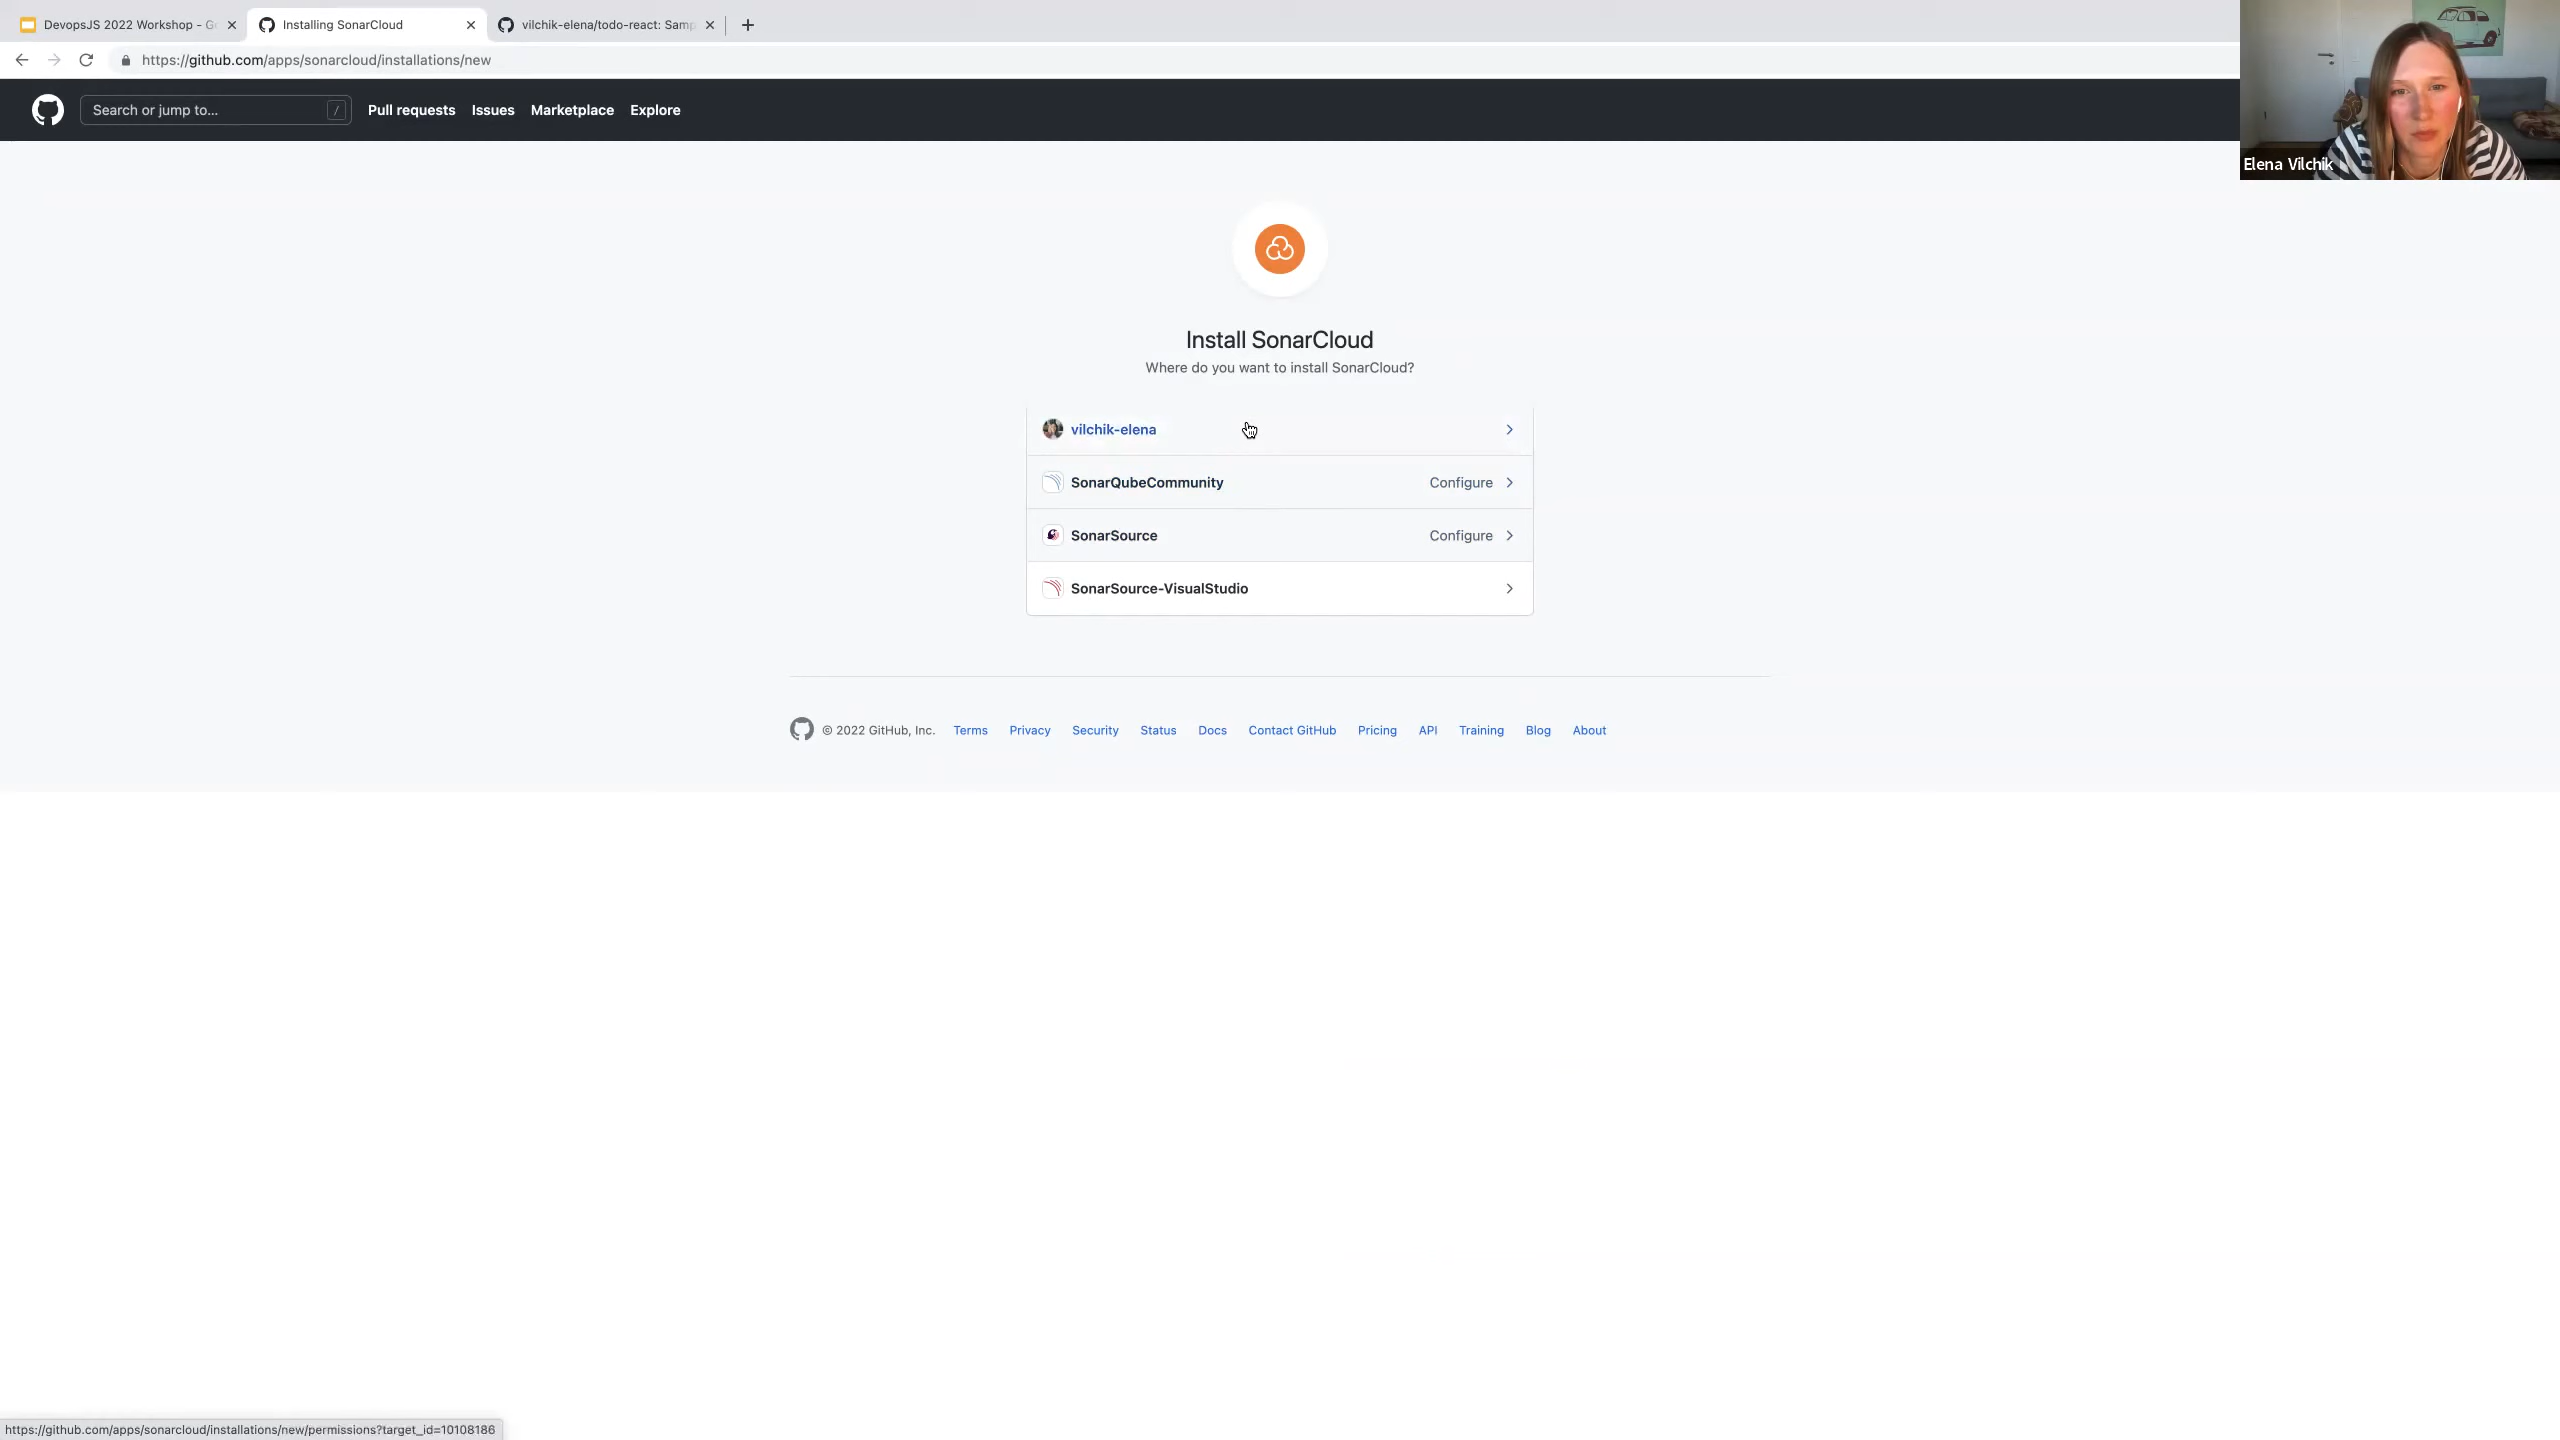 DevopsJS 2022 Workshop - G
Installing SonarCloud
vilchik-elena/todo-react: Samp
https://github.com/apps/sonarcloud/installations/new
Search or jump to...
/
Pull requests
Issues
Marketplace
Explore
Elena Vilchik
Install SonarCloud
Where do you want to install SonarCloud?
vilchik-elena
SonarQubeCommunity
Configure
SonarSource
Configure
SonarSource-VisualStudio
© 2022 GitHub, Inc.
Terms
Privacy
Security
Status
Docs
Contact GitHub
Pricing
API
Training
Blog
About
https://github.com/apps/sonarcloud/installations/new/permissions?target_id=10108186